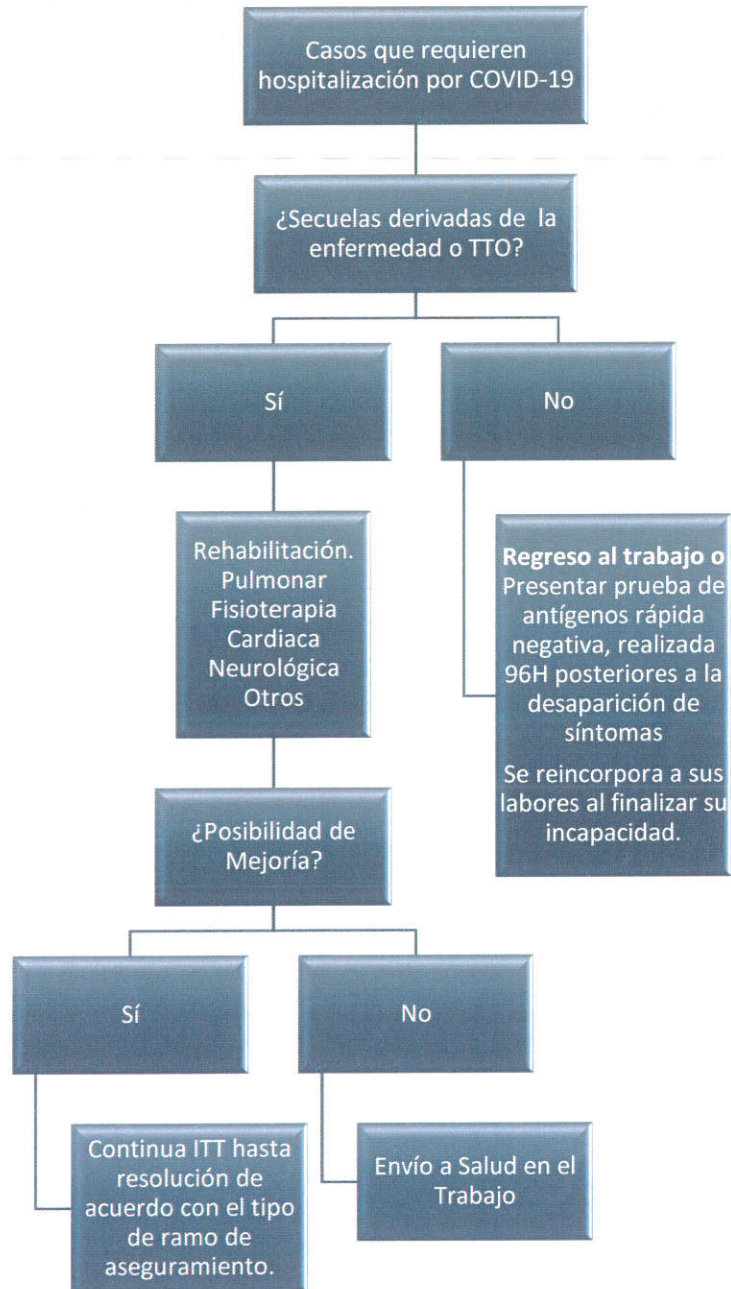 Casos que requieren
hospitalización por COVID-19
¿Secuelas derivadas de la
enfermedad o TTO?
Sí
No
Rehabilitación.
Pulmonar
Fisioterapia
Cardiaca
Neurológica
Otros
Regreso al trabajo o
Presentar prueba de
antígenos rápida
negativa, realizada
96H posteriores a la
desaparición de
síntomas
Se reincorpora a sus
labores al finalizar su
incapacidad.
¿Posibilidad de
Mejoría?
Sí
No
Continua ITT hasta
resolución de
acuerdo con el tipo
de ramo de
aseguramiento.
Envío a Salud en el
Trabajo